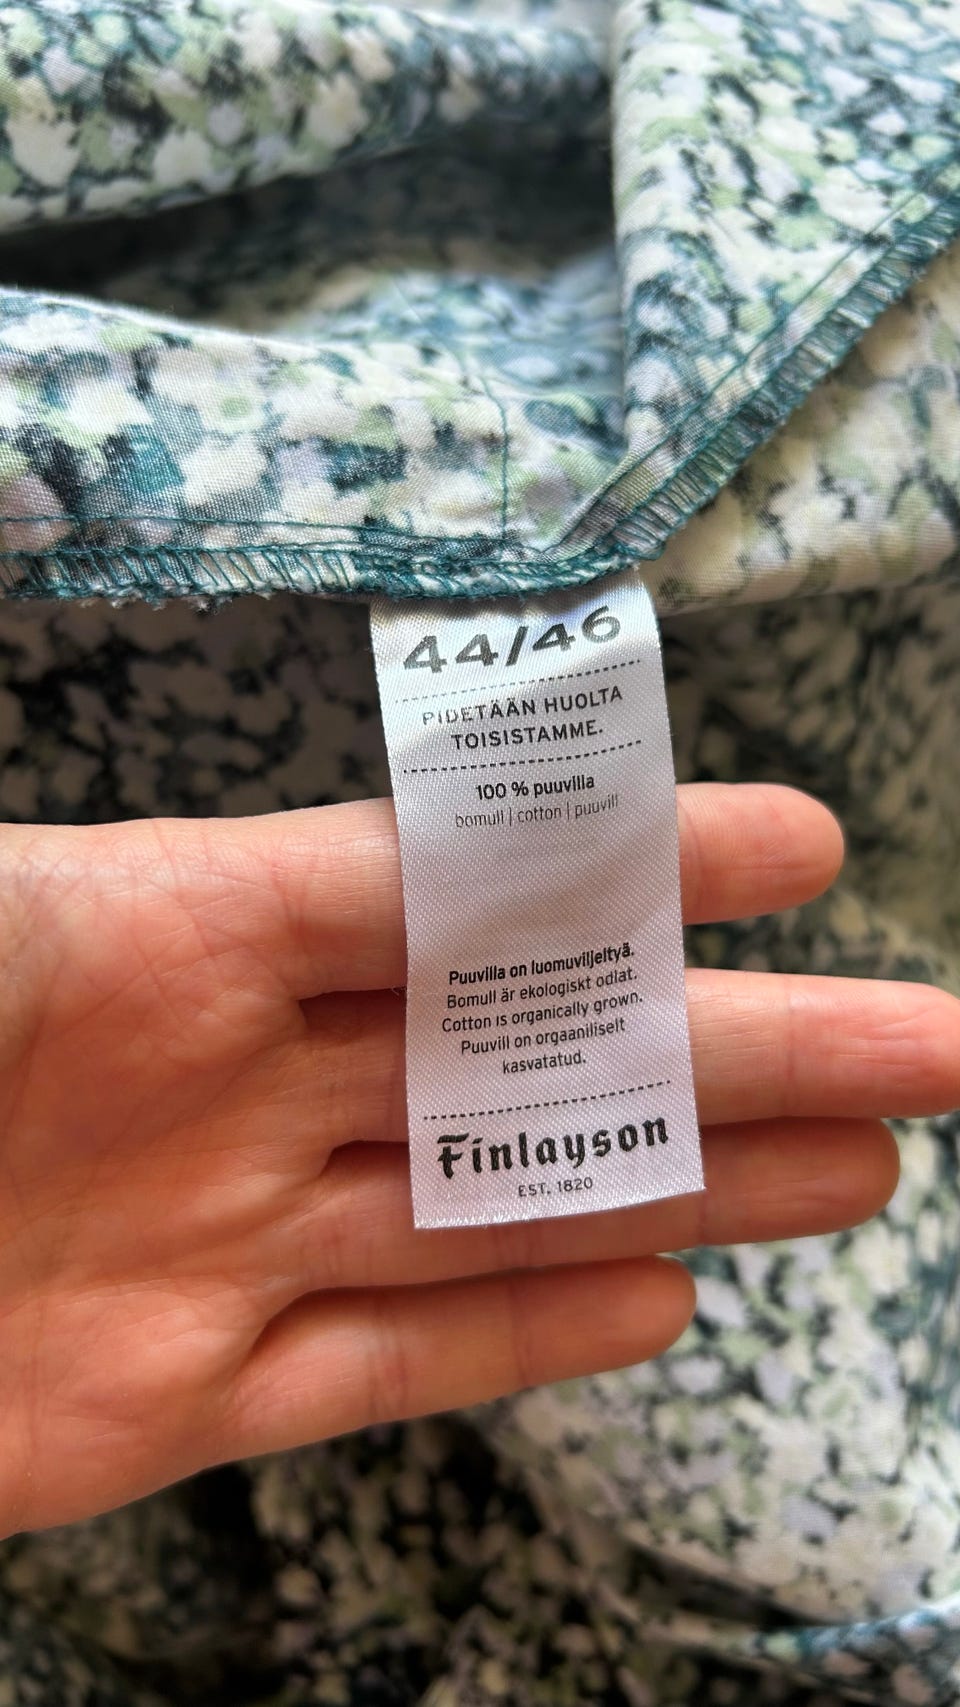 44/46
PIDETÄÄN HUOLTA
TOISISTAMME.
100 % puuvilla
bomull | cotton | puuvill
Puuvilla on luomuviljeltyä.
Bomull är ekologiskt odlat.
Cotton is organically grown.
Puuvill on orgaaniliselt
kasvatatud.
Finlayson
EST. 1820